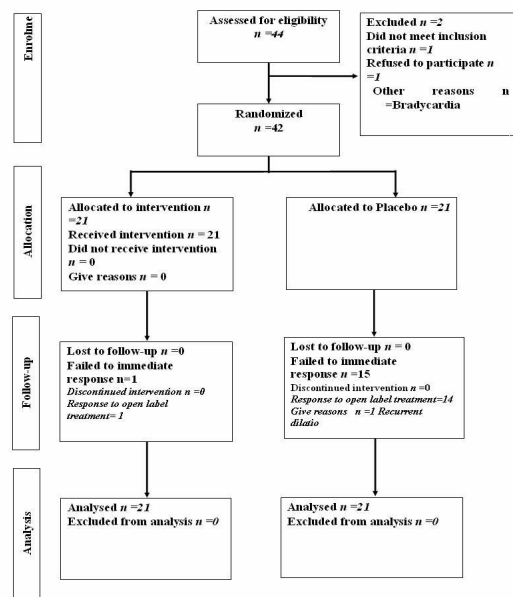 Enrolme
Assessed for eligibility
n =44
Excluded n =2
Did not meet inclusion
criteria n =1
Refused to participate n
=1
Other reasons n
=Bradycardia
Randomized
n =42
Allocation
Allocated to intervention n
=21
Received intervention n = 21
Did not receive intervention
n = 0
Give reasons n = 0
Allocated to Placebo n =21
Follow-up
Lost to follow-up n =0
Failed to immediate
response n=1
Discontinued intervention n =0
Response to open label
treatment= 1
Lost to follow-up n = 0
Failed to immediate
response n =15
Discontinued intervention n =0
Response to open label treatment=14
Give reasons n =1 Recurrent
dilatio
Analysis
Analysed n =21
Excluded from analysis n =0
Analysed n =21
Excluded from analysis n =0